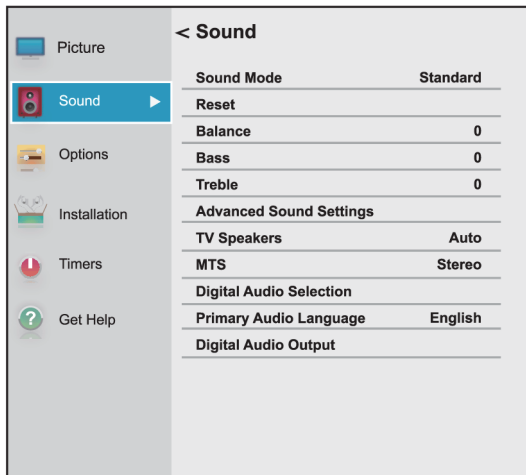 Picture
Sound
Options
Installation
Timers
Get Help
< Sound
Sound Mode Standard
Reset
Balance 0
Bass 0
Treble 0
Advanced Sound Settings
TV Speakers Auto
MTS Stereo
Digital Audio Selection
Primary Audio Language English
Digital Audio Output